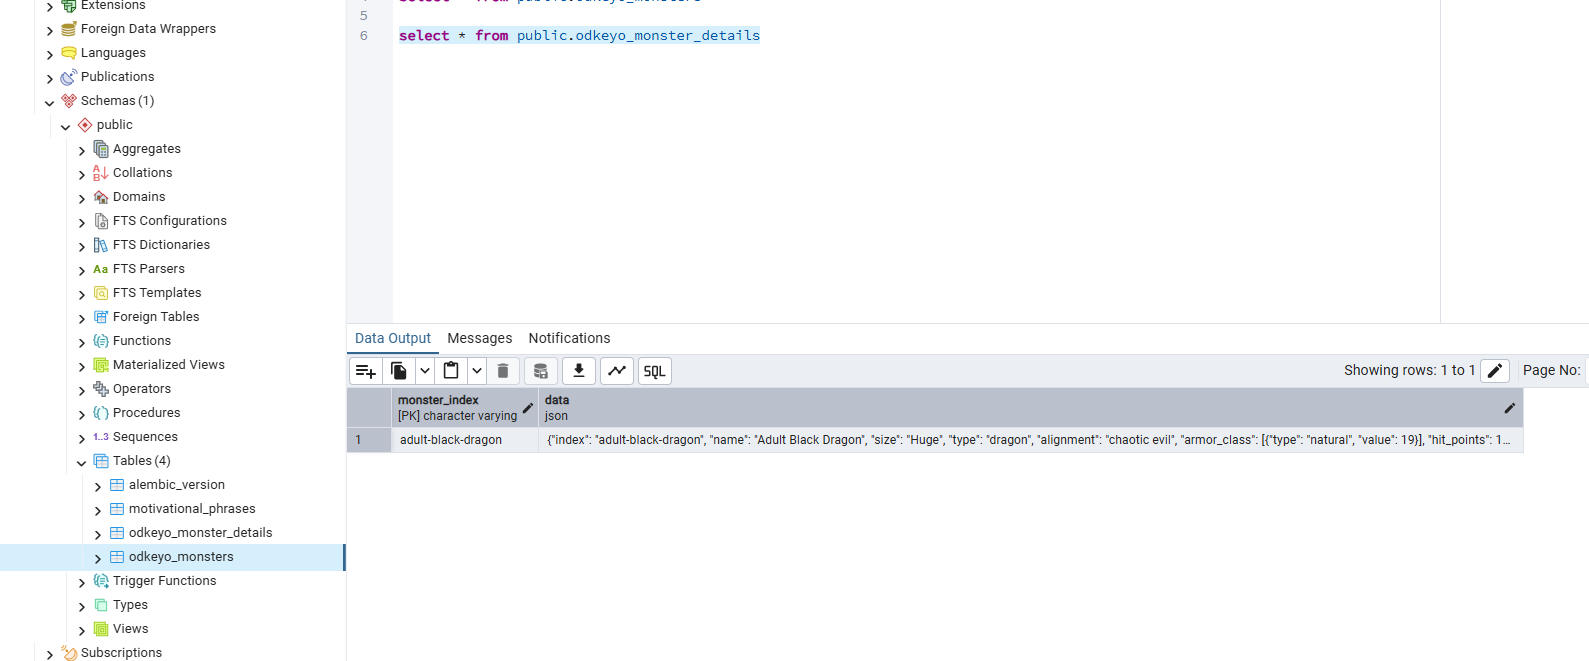 Extensions
Foreign Data Wrappers
Languages
Publications
Schemas (1)
public
Aggregates
Collations
Domains
FTS Configurations
FTS Dictionaries
Aa FTS Parsers
FTS Templates
Foreign Tables
Functions
Materialized Views
Operators
Procedures
1..3 Sequences
Tables (4)
alembic_version
motivational_phrases
odkeyo_monster_details
odkeyo_monsters
Trigger Functions
Types
Views
Subscriptions
5
6 select * from public.odkeyo_monster_details
Data Output Messages Notifications
SQL Showing rows: 1 to 1 Page No:
monster_index
[PK] character varying
data
json
1 adult-black-dragon {"index": "adult-black-dragon", "name": "Adult Black Dragon", "size": "Huge", "type": "dragon", "alignment": "chaotic evil", "armor_class": [{"type": "natural", "value": 19}], "hit_points": 1...